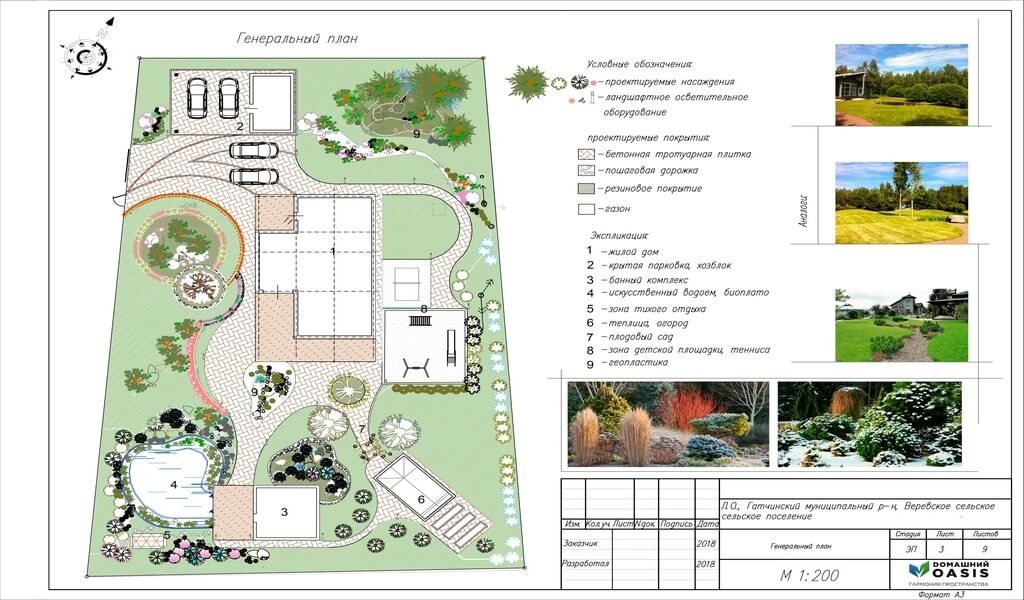 Генеральный план
N
Условные обозначения:
–проектируемые насаждения
–ландшафтное осветительное
оборудование
проектируемые покрытия:
–бетонная тротуарная плитка
–пошаговая дорожка
–резиновое покрытие
–газон
Экспликация:
1 –жилой дом
2 –крытая парковка, хозблок
3 –банный комплекс
4 –искусственный водоем, биоплато
5 –зона тихого отдыха
6 –теплица, огород
7 –плодовый сад
8 –зона детской площадки, тенниса
9 –геопластика
Аналоги
2
9
1
8
9
7
4
3
6
5
Л.О., Гатчинский муниципальный р–н, Веревское сельское
сельское поселение
Изм. Кол.уч. Лист №док. Подпись Дата
Заказчик 2018
Разработал 2018
Генеральный план
Стадия Лист Листов
ЭП 3 9
М 1:200
ДОМАШНИЙ
OASIS
ГАРМОНИЯ ПРОСТРАНСТВА
Формат А3